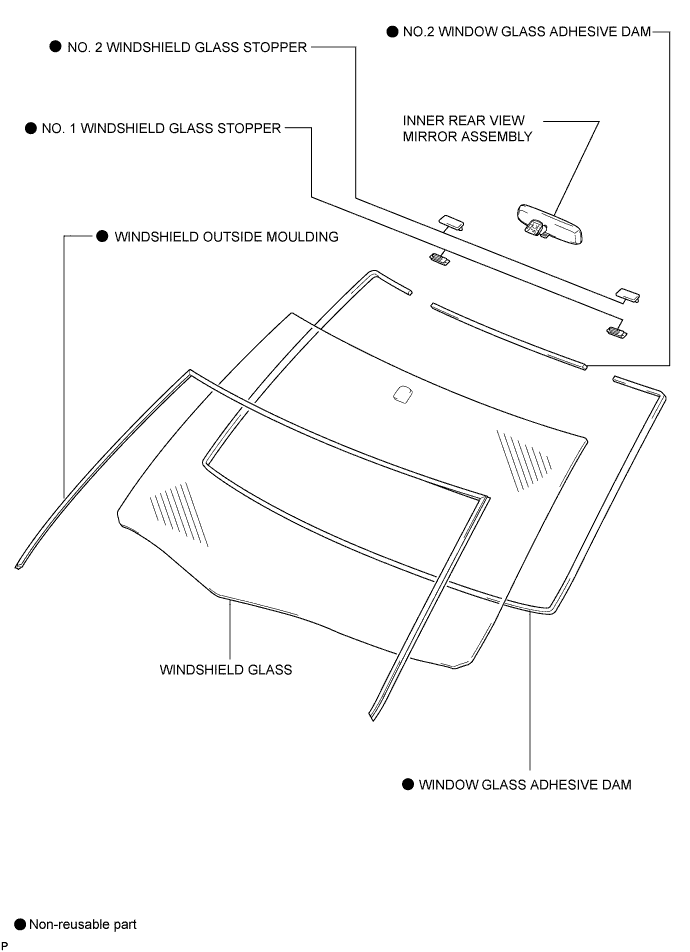 ● NO.2 WINDOW GLASS ADHESIVE DAM
● NO. 2 WINDSHIELD GLASS STOPPER
INNER REAR VIEW
MIRROR ASSEMBLY
● NO. 1 WINDSHIELD GLASS STOPPER
● WINDSHIELD OUTSIDE MOULDING
WINDSHIELD GLASS
● WINDOW GLASS ADHESIVE DAM
● Non-reusable part
P